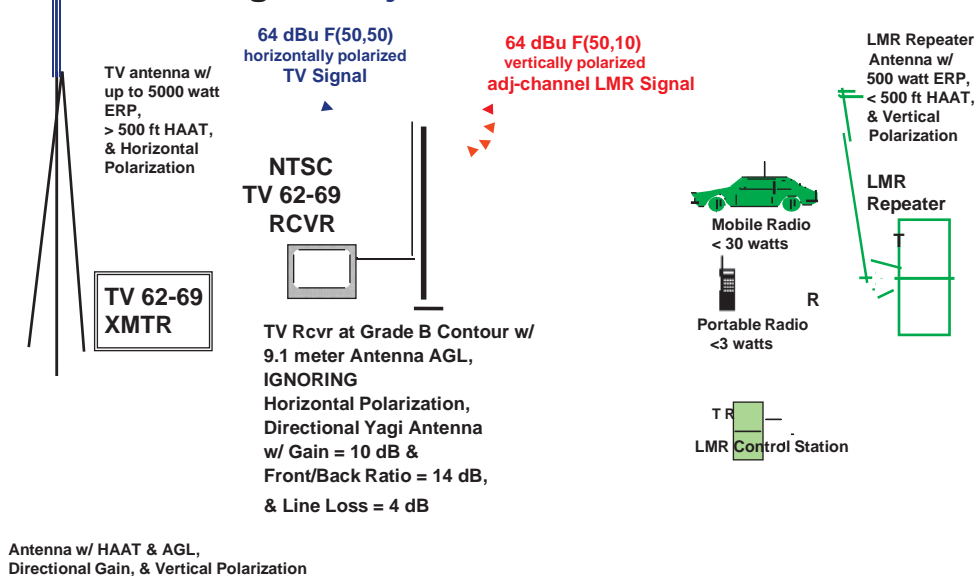 64 dBu F(50,50)
horizontally polarized
TV Signal
64 dBu F(50,10)
vertically polarized
adj-channel LMR Signal
LMR Repeater
Antenna w/
500 watt ERP,
< 500 ft HAAT,
& Vertical
Polarization
TV antenna w/
up to 5000 watt
ERP,
> 500 ft HAAT,
& Horizontal
Polarization
NTSC
TV 62-69
RCVR
LMR
Repeater
T
R
Mobile Radio
< 30 watts
Portable Radio
<3 watts
TV 62-69
XMTR
TV Rcvr at Grade B Contour w/
9.1 meter Antenna AGL,
IGNORING
Horizontal Polarization,
Directional Yagi Antenna
w/ Gain = 10 dB &
Front/Back Ratio = 14 dB,
& Line Loss = 4 dB
T R
LMR Control Station
Antenna w/ HAAT & AGL,
Directional Gain, & Vertical Polarization